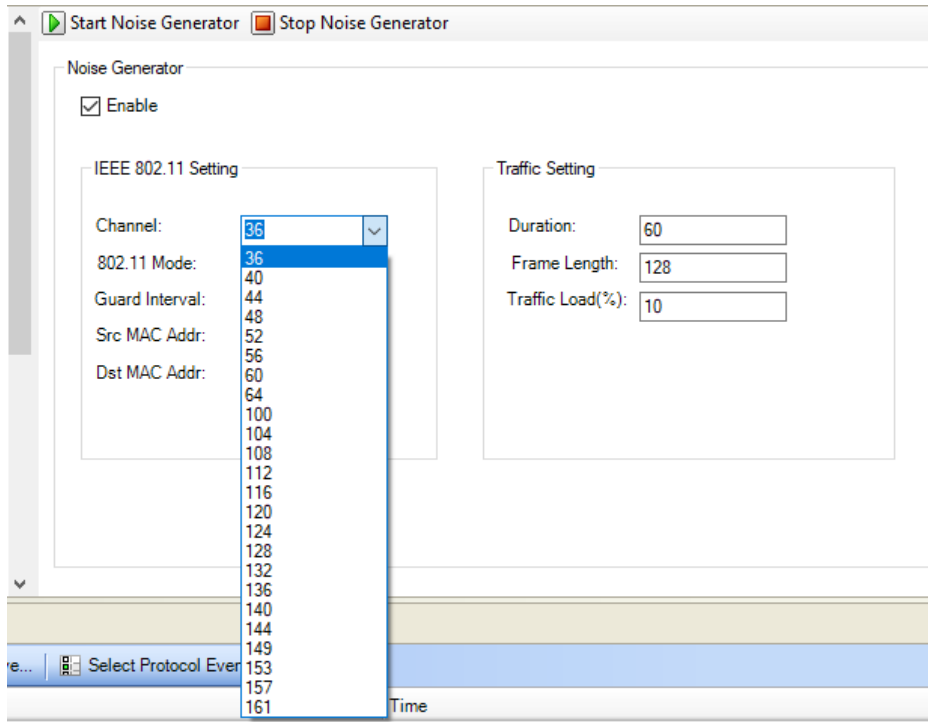 Start Noise Generator Stop Noise Generator
Noise Generator
Enable
IEEE 802.11 Setting
Channel: 36
802.11 Mode:
Guard Interval:
Src MAC Addr:
Dst MAC Addr:
36
40
44
48
52
56
60
64
100
104
108
112
116
120
124
128
132
136
140
144
149
153
157
161
Traffic Setting
Duration: 60
Frame Length: 128
Traffic Load(%): 10
ve... Select Protocol Ever
Time